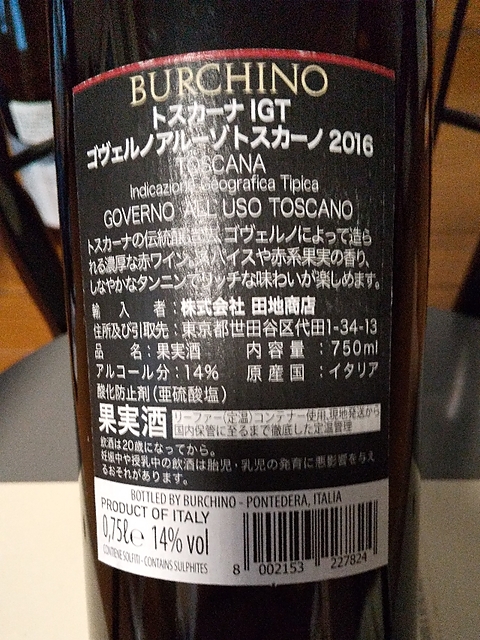 BURCHINO
トスカーナ IGT
ゴヴェルノアルーゾトスカーノ 2016
TOSCANA
Indicazione Geografica Tipica
GOVERNO ALL'USO TOSCANO
トスカーナの伝統醸造法、ゴヴェルノによって造ら
れる濃厚な赤ワイン。スパイスや赤系果実の香り、
しなやかなタンニンでリッチな味わいが楽しめます。
輸入者:株式会社 田地商店
住所及び引取先:東京都世田谷区代田1-34-13
品名:果実酒 内容量:750ml
アルコール分:14% 原産国:イタリア
酸化防止剤(亜硫酸塩)
果実酒 リーファー(定温)コンテナー使用、現地発送から
国内保管に至るまで徹底した定温管理
飲酒は20歳になってから。
妊娠中や授乳中の飲酒は胎児・乳児の発育に悪影響を与え
るおそれがあります。
BOTTLED BY BURCHINO - PONTEDERA, ITALIA
PRODUCT OF ITALY
0,75ℓ e 14% vol
CONTIENE SOLFITI - CONTAINS SULPHITES
8 002153 227824